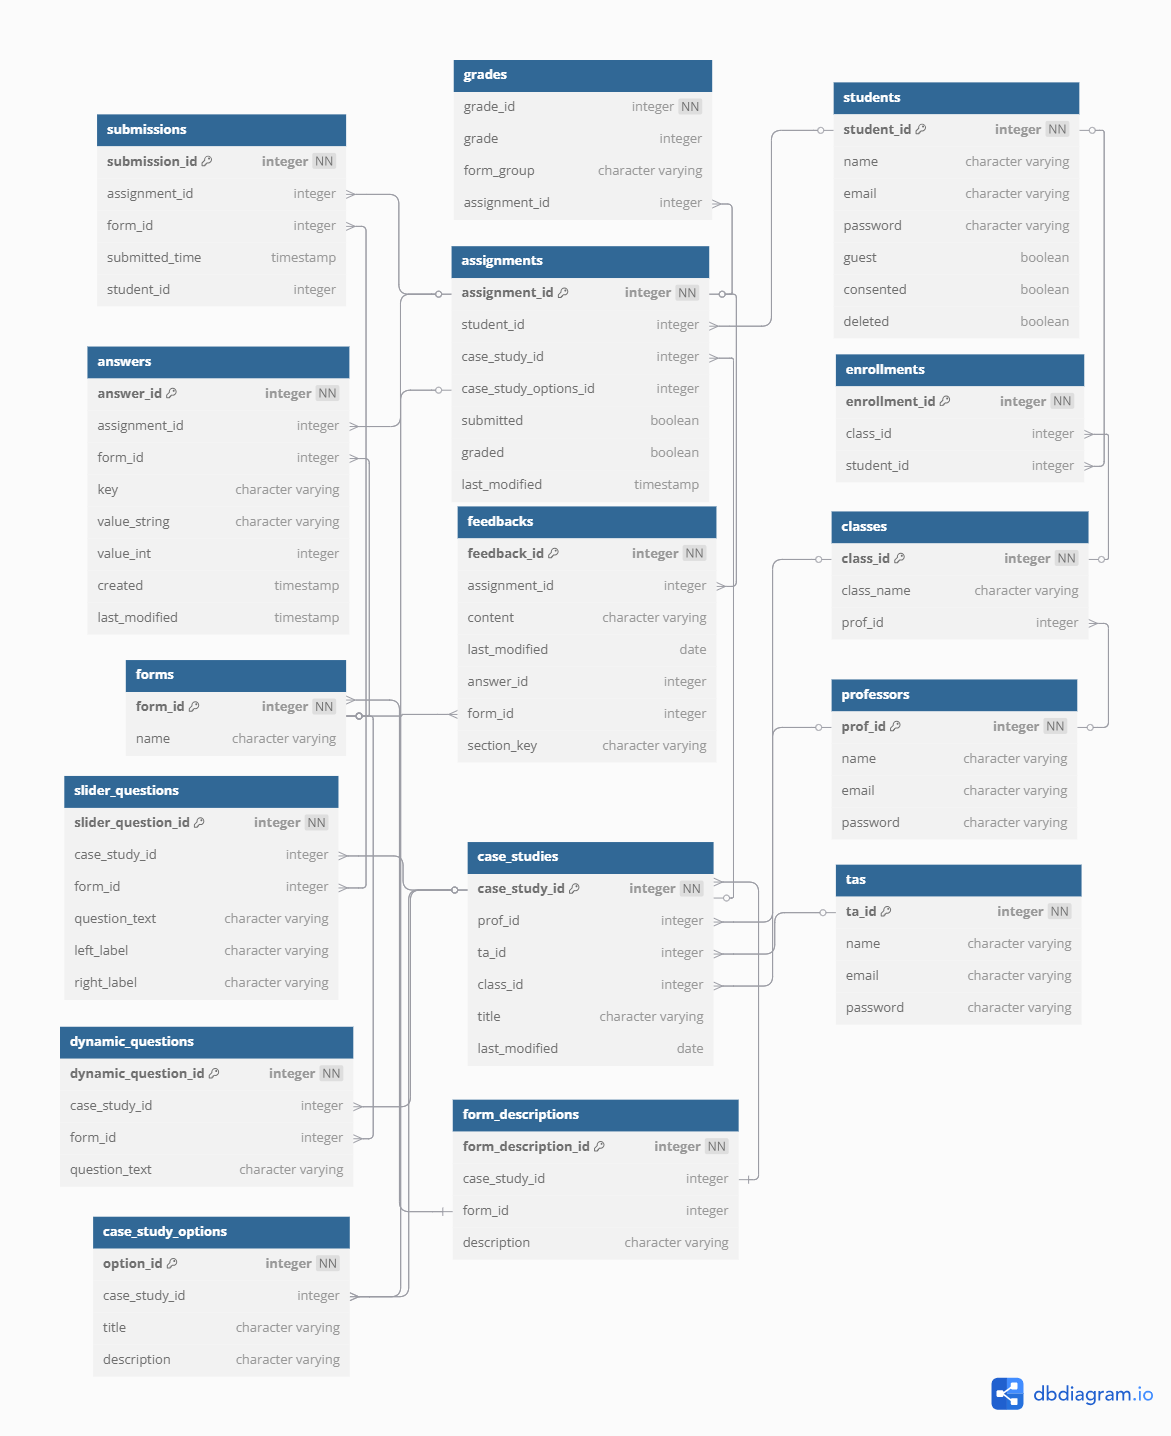 grades
grade_id integer NN
grade integer
form_group character varying
assignment_id integer
students
student_id integer NN
name character varying
email character varying
password character varying
guest boolean
consented boolean
deleted boolean
submissions
submission_id integer NN
assignment_id integer
form_id integer
submitted_time timestamp
student_id integer
assignments
assignment_id integer NN
student_id integer
case_study_id integer
case_study_options_id integer
submitted boolean
graded boolean
last_modified timestamp
answers
answer_id integer NN
assignment_id integer
form_id integer
key character varying
value_string character varying
value_int integer
created timestamp
last_modified timestamp
enrollments
enrollment_id integer NN
class_id integer
student_id integer
feedbacks
feedback_id integer NN
assignment_id integer
content character varying
last_modified date
answer_id integer
form_id integer
section_key character varying
classes
class_id integer NN
class_name character varying
prof_id integer
forms
form_id integer NN
name character varying
professors
prof_id integer NN
name character varying
email character varying
password character varying
slider_questions
slider_question_id integer NN
case_study_id integer
form_id integer
question_text character varying
left_label character varying
right_label character varying
case_studies
case_study_id integer NN
prof_id integer
ta_id integer
class_id integer
title character varying
last_modified date
tas
ta_id integer NN
name character varying
email character varying
password character varying
dynamic_questions
dynamic_question_id integer NN
case_study_id integer
form_id integer
question_text character varying
form_descriptions
form_description_id integer NN
case_study_id integer
form_id integer
description character varying
case_study_options
option_id integer NN
case_study_id integer
title character varying
description character varying
dbdiagram.io